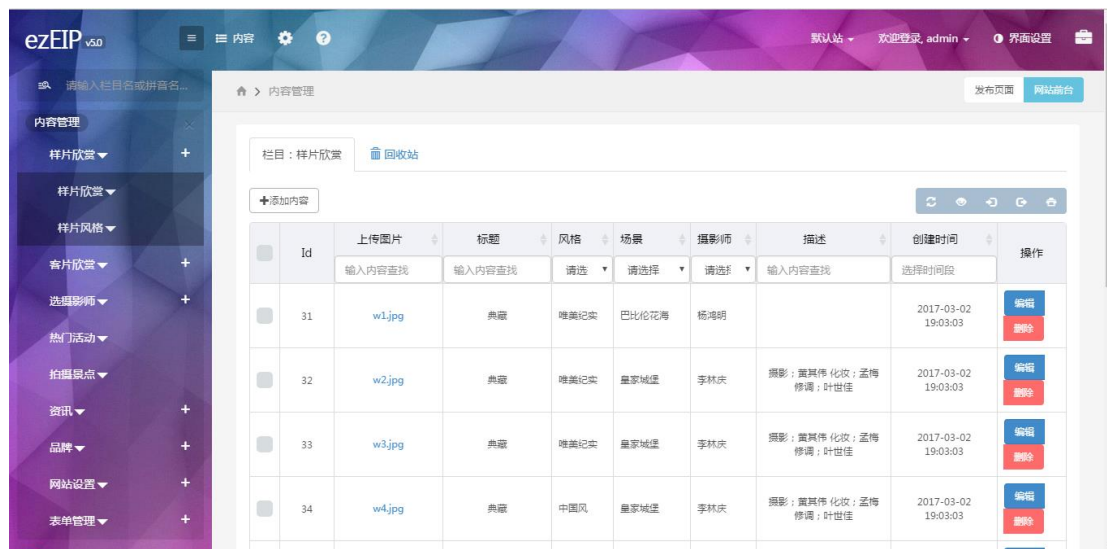 ezEIP v5.0
内容
默认站
欢迎登录, admin
界面设置
请输入栏目名或拼音名...
内容管理
发布页面
网站前台
内容管理
样片欣赏
样片欣赏
样片风格
客片欣赏
选摄影师
热门活动
拍摄景点
资讯
品牌
网站设置
表单管理
栏目：样片欣赏
回收站
添加内容
Id 上传图片 标题 风格 场景 摄影师 描述 创建时间 操作
输入内容查找 输入内容查找 请选 请选择 请选择 输入内容查找 选择时间段
31 w1.jpg 典藏 唯美纪实 巴比伦花海 杨鸿明 2017-03-02 编辑
19:03:03 删除
32 w2.jpg 典藏 唯美纪实 皇家城堡 李林庆 摄影；黄其伟 化妆；孟梅 2017-03-02 编辑
修调；叶世佳 19:03:03 删除
33 w3.jpg 典藏 唯美纪实 皇家城堡 李林庆 摄影；黄其伟 化妆；孟梅 2017-03-02 编辑
修调；叶世佳 19:03:03 删除
34 w4.jpg 典藏 中国风 皇家城堡 李林庆 摄影；黄其伟 化妆；孟梅 2017-03-02 编辑
修调；叶世佳 19:03:03 删除